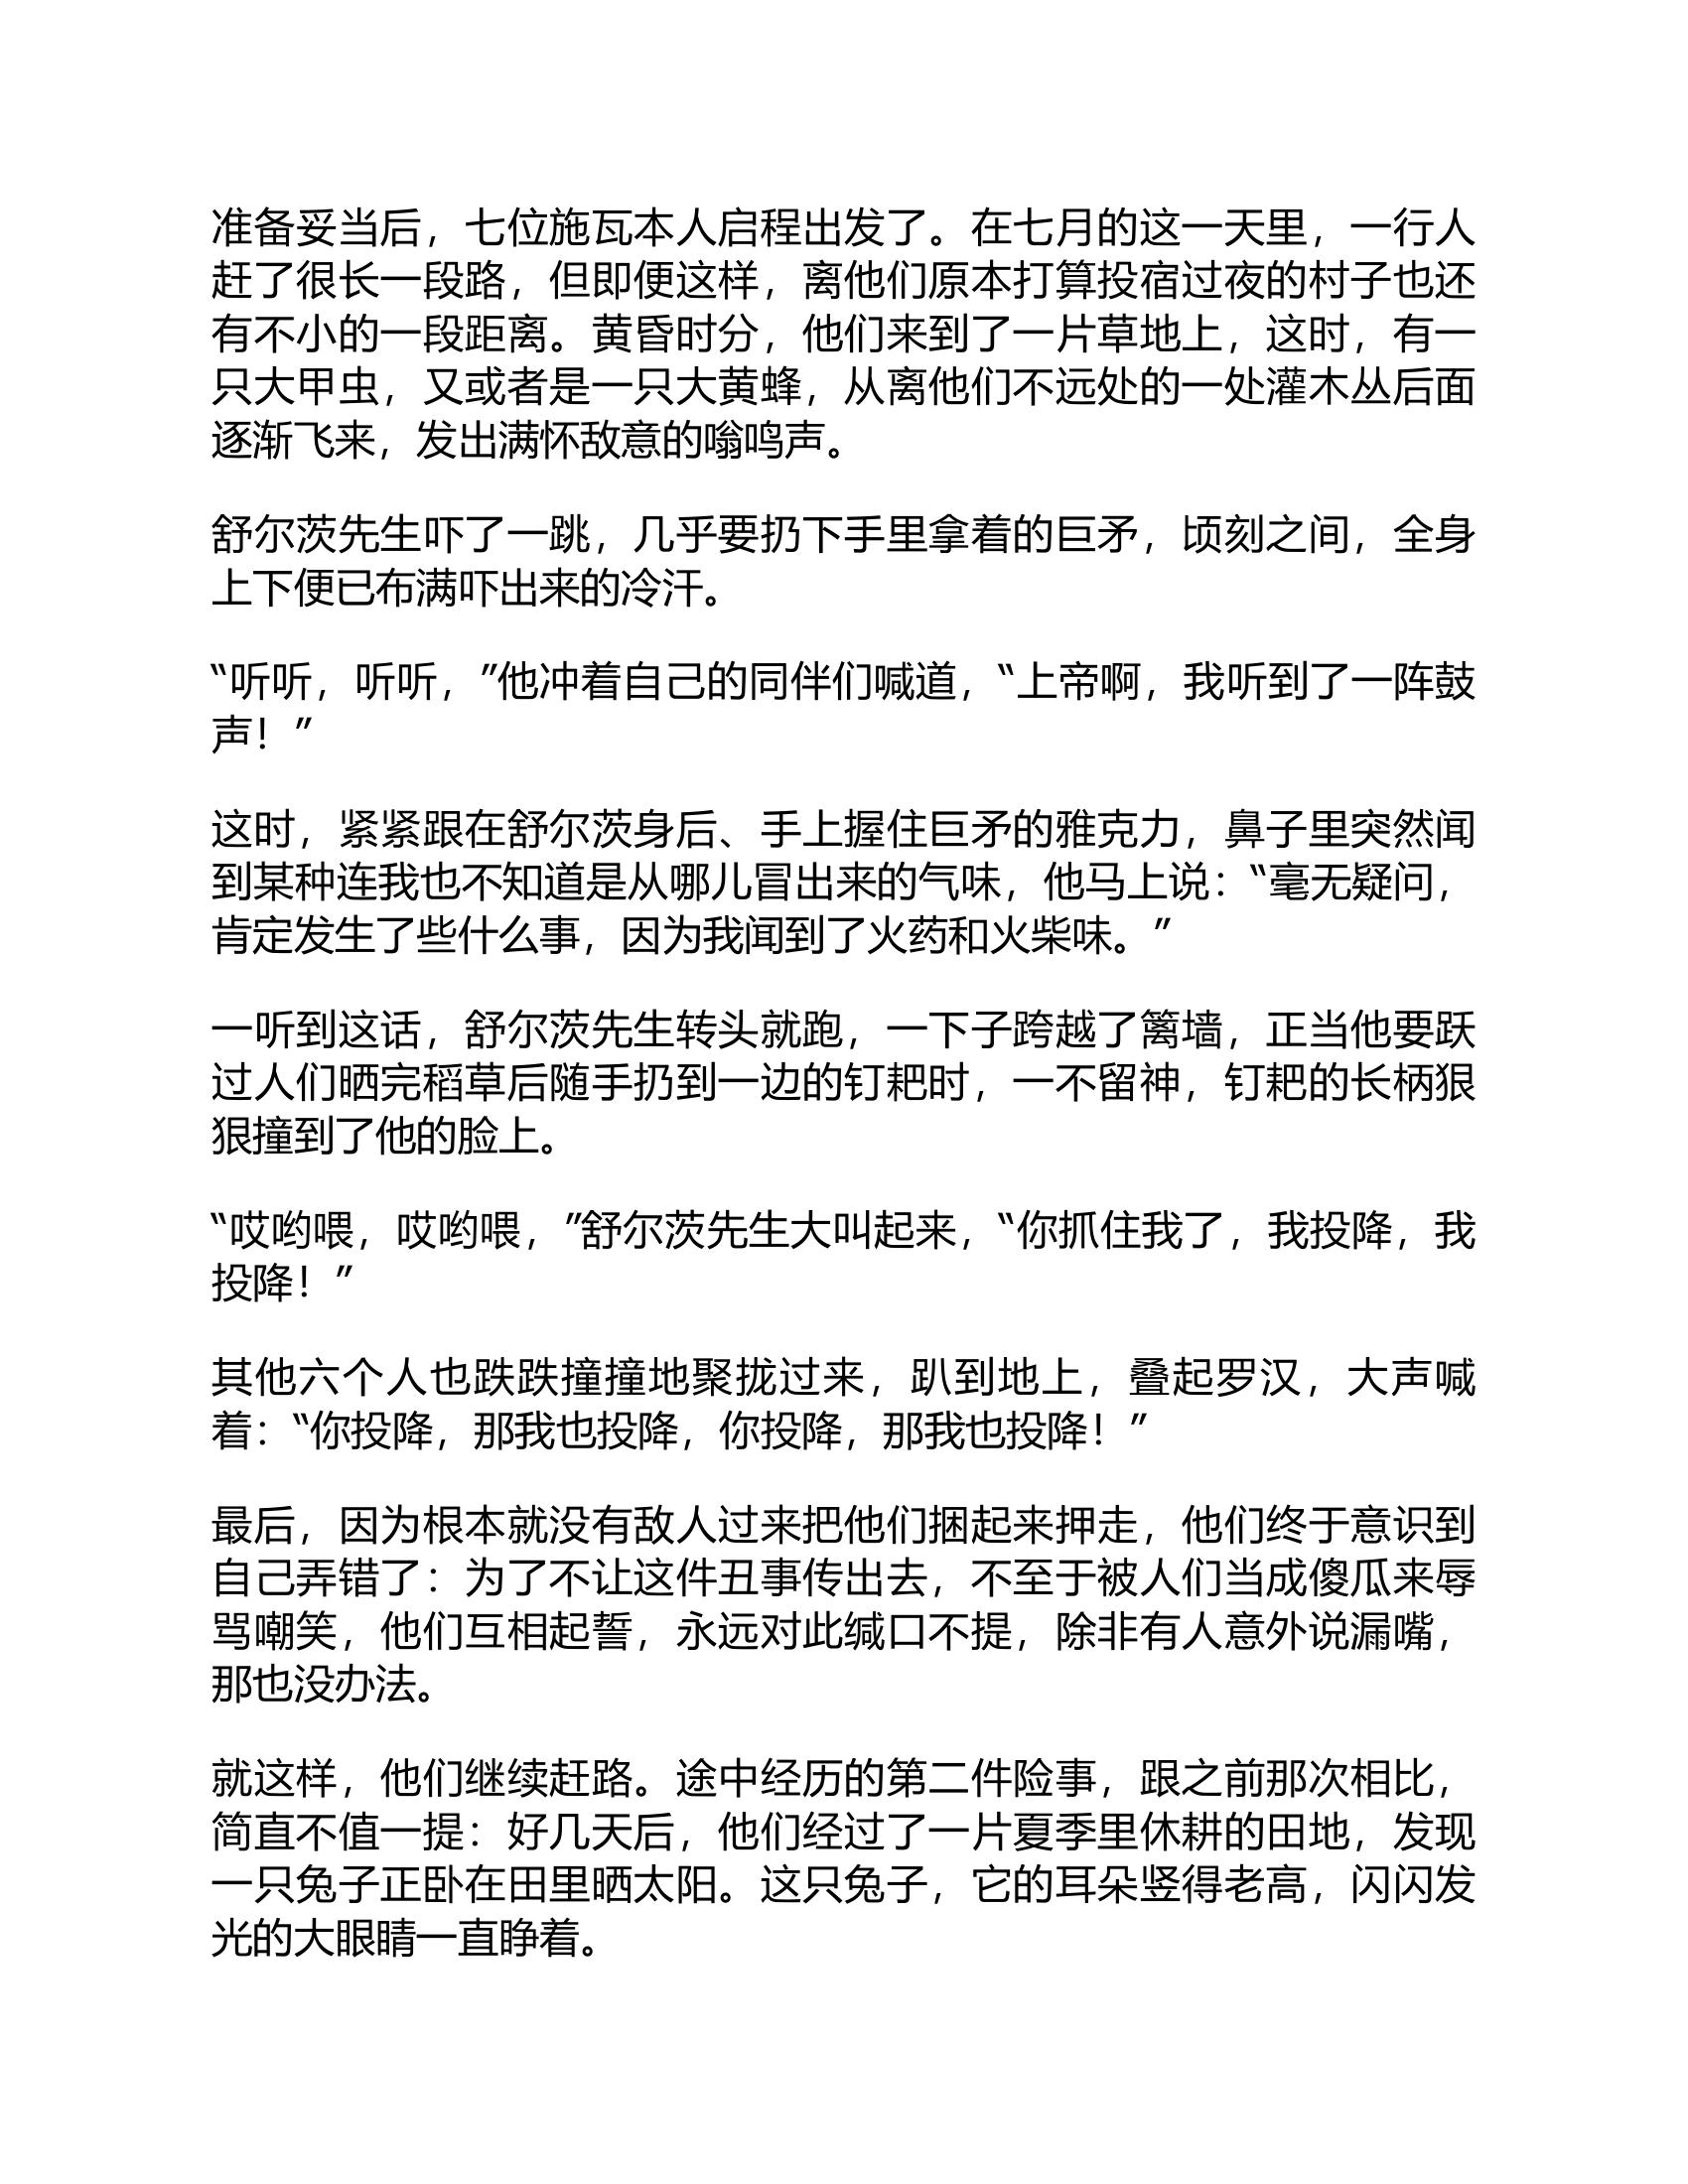 准备妥当后，七位施瓦本人启程出发了。在七月的这一天里，一行人
赶了很长一段路，但即便这样，离他们原本打算投宿过夜的村子也还
有不小的一段距离。黄昏时分，他们来到了一片草地上，这时，有一
只大甲虫，又或者是一只大黄蜂，从离他们不远处的一处灌木丛后面
逐渐飞来，发出满怀敌意的嗡鸣声。
舒尔茨先生吓了一跳，几乎要扔下手里拿着的巨矛，顷刻之间，全身
上下便已布满吓出来的冷汗。
“听听，听听，”他冲着自己的同伴们喊道，“上帝啊，我听到了一阵鼓
声！”
这时，紧紧跟在舒尔茨身后、手上握住巨矛的雅克力，鼻子里突然闻
到某种连我也不知道是从哪儿冒出来的气味，他马上说：“毫无疑问，
肯定发生了些什么事，因为我闻到了火药和火柴味。”
一听到这话，舒尔茨先生转头就跑，一下子跨越了篱墙，正当他要跃
过人们晒完稻草后随手扔到一边的钉耙时，一不留神，钉耙的长柄狠
狠撞到了他的脸上。
“哎哟喂，哎哟喂，”舒尔茨先生大叫起来，“你抓住我了，我投降，我
投降！”
其他六个人也跌跌撞撞地聚拢过来，趴到地上，叠起罗汉，大声喊
着：“你投降，那我也投降，你投降，那我也投降！”
最后，因为根本就没有敌人过来把他们捆起来押走，他们终于意识到
自己弄错了：为了不让这件丑事传出去，不至于被人们当成傻瓜来辱
骂嘲笑，他们互相起誓，永远对此缄口不提，除非有人意外说漏嘴，
那也没办法。
就这样，他们继续赶路。途中经历的第二件险事，跟之前那次相比，
简直不值一提：好几天后，他们经过了一片夏季里休耕的田地，发现
一只兔子正卧在田里晒太阳。这只兔子，它的耳朵竖得老高，闪闪发
光的大眼睛一直睁着。